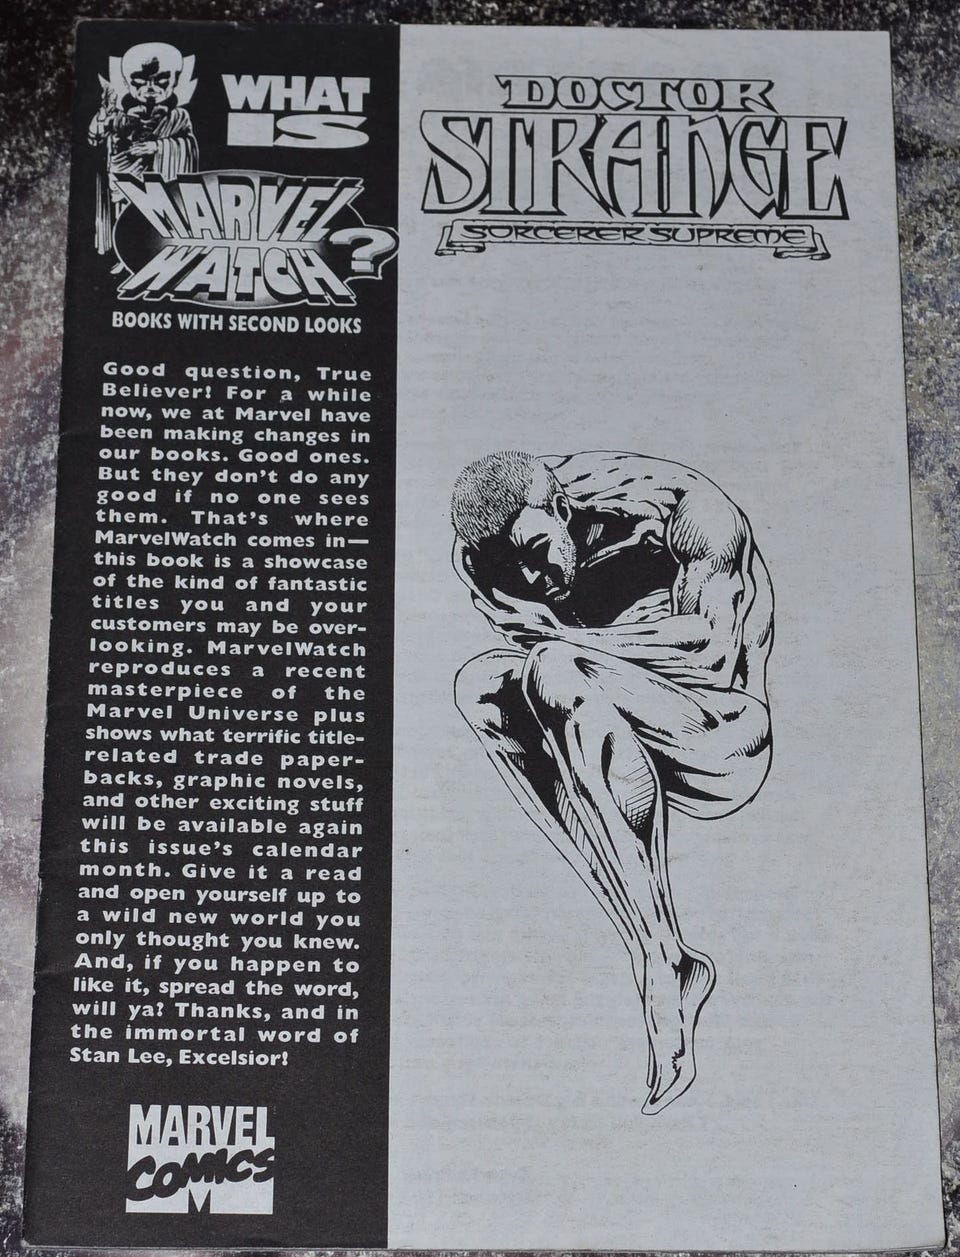 WHAT
IS
MARVEL
WATCH?
BOOKS WITH SECOND LOOKS
Good question, True
Believer! For a while
now, we at Marvel have
been making changes in
our books. Good ones.
But they don't do any
good if no one sees
them. That's where
MarvelWatch comes in—
this book is a showcase
of the kind of fantastic
titles you and your
customers may be over-
looking. MarvelWatch
reproduces a recent
masterpiece of the
Marvel Universe plus
shows what terrific title-
related trade paper-
backs, graphic novels,
and other exciting stuff
will be available again
this issue's calendar
month. Give it a read
and open yourself up to
a wild new world you
only thought you knew.
And, if you happen to
like it, spread the word,
will ya? Thanks, and in
the immortal word of
Stan Lee, Excelsior!
MARVEL
COMICS
M
DOCTOR
STRANGE
SORCERER SUPREME